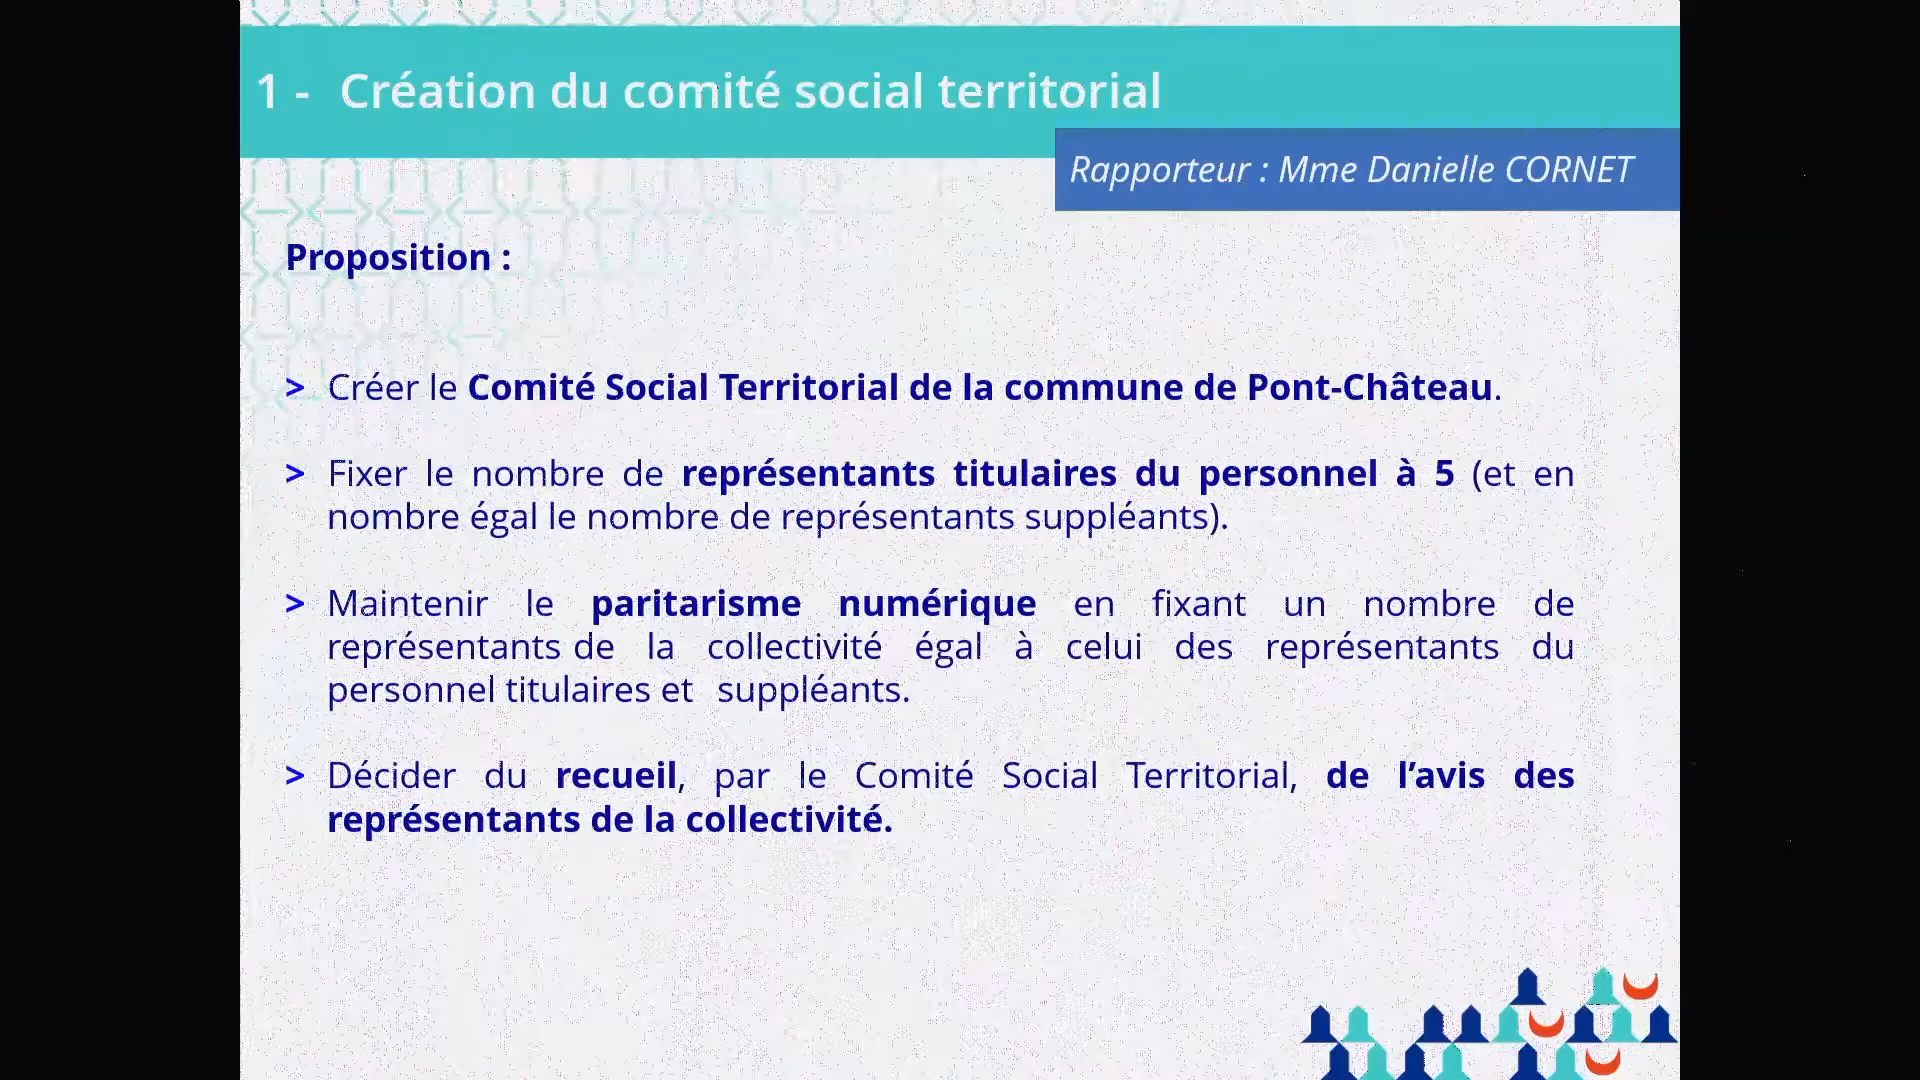 1 - Création du comité social territorial
Rapporteur : Mme Danielle CORNET
Proposition :
> Créer le Comité Social Territorial de la commune de Pont-Château.
> Fixer le nombre de représentants titulaires du personnel à 5 (et en
nombre égal le nombre de représentants suppléants).
> Maintenir le paritarisme numérique en fixant un nombre de
représentants de la collectivité égal à celui des représentants du
personnel titulaires et suppléants.
> Décider du recueil, par le Comité Social Territorial, de l’avis des
représentants de la collectivité.